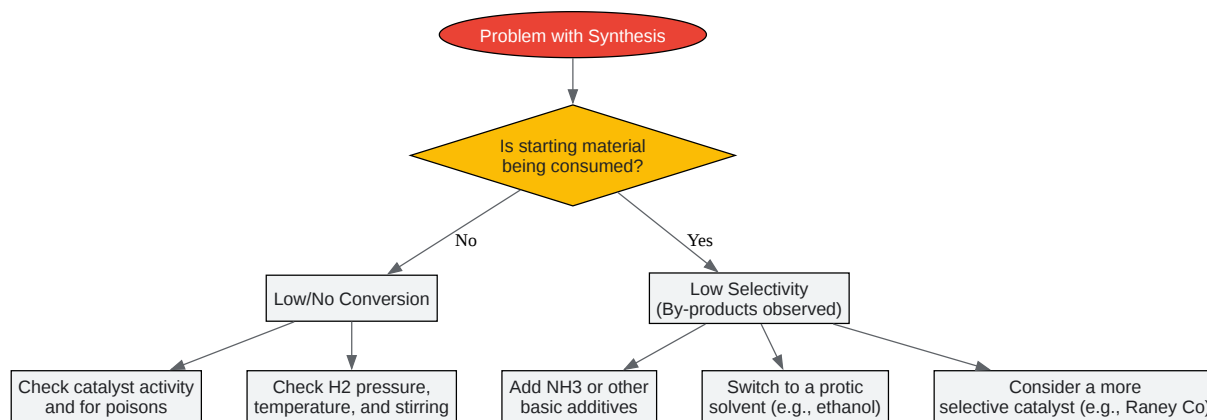 Problem with Synthesis
Is starting material
being consumed?
No
Yes
Low/No Conversion
Low Selectivity
(By-products observed)
Check catalyst activity
and for poisons
Check H2 pressure,
temperature, and stirring
Add NH3 or other
basic additives
Switch to a protic
solvent (e.g., ethanol)
Consider a more
selective catalyst (e.g., Raney Co)